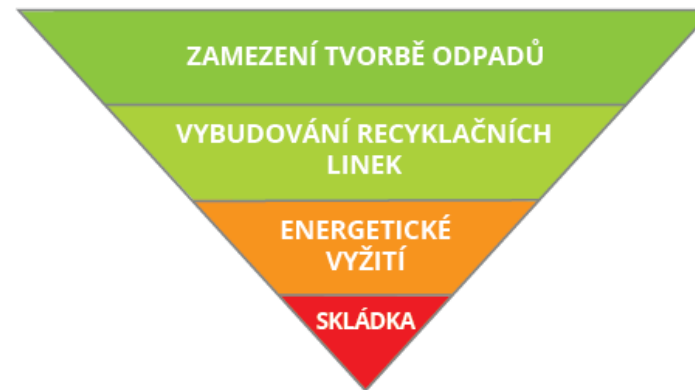 ZAMEZENÍ TVORBĚ ODPADŮ
VYBUDOVÁNÍ RECYKLAČNÍCH
LINEK
ENERGETICKÉ
VYŽITÍ
SKLÁDKA